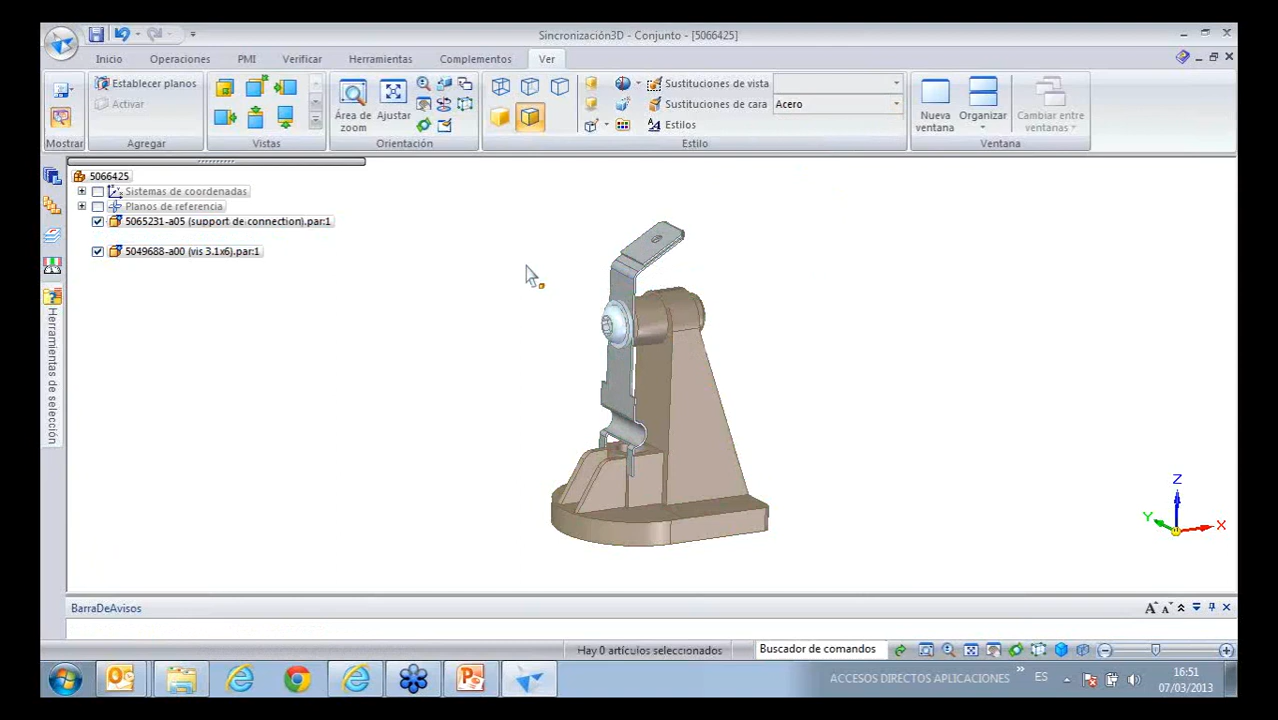 Sincronización3D - Conjunto - [5066425]
Inicio Operaciones PMI Verificar Herramientas Complementos Ver
Establecer planos
Activar
Área de zoom
Ajustar
Sustituciones de vista
Sustituciones de cara
Acero
Estilos
Nueva ventana
Organizar
Cambiar entre ventanas
Mostrar Agregar Vistas Orientación Estilo Ventana
5066425
Sistemas de coordenadas
Planos de referencia
5065231-a05 (support de connection).par:1
5049688-a00 (vis 3.1x6).par:1
Herramientas de selección
Z
Y
X
BarraDeAvisos
Hay 0 artículos seleccionados
Buscador de comandos
ACCESOS DIRECTOS APLICACIONES
»
ES
16:51
07/03/2013